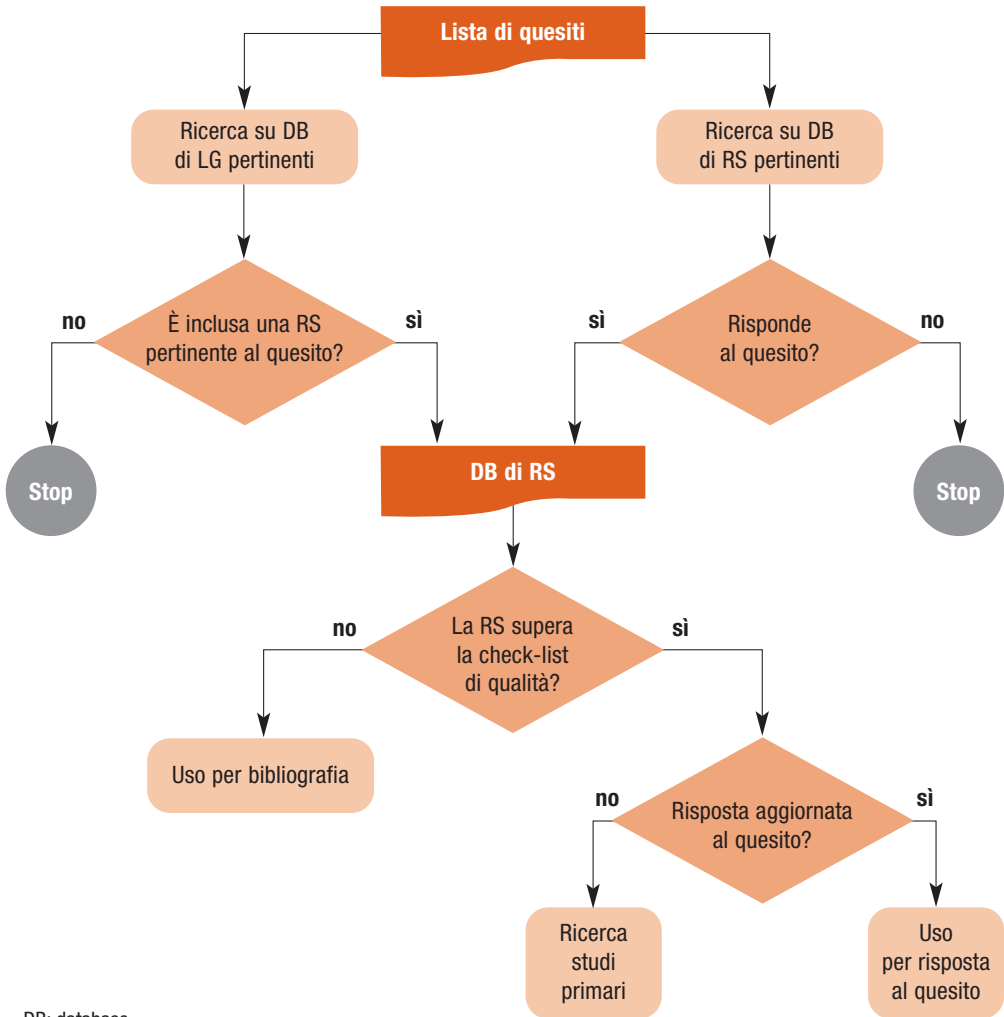 Lista di quesiti
Ricerca su DB
di LG pertinenti
Ricerca su DB
di RS pertinenti
no
È inclusa una RS
pertinente al quesito?
sì
sì
Risponde
al quesito?
no
Stop
DB di RS
Stop
no
La RS supera
la check-list
di qualità?
sì
Uso per bibliografia
no
Risposta aggiornata
al quesito?
sì
Ricerca
studi
primari
Uso
per risposta
al quesito
DB: database